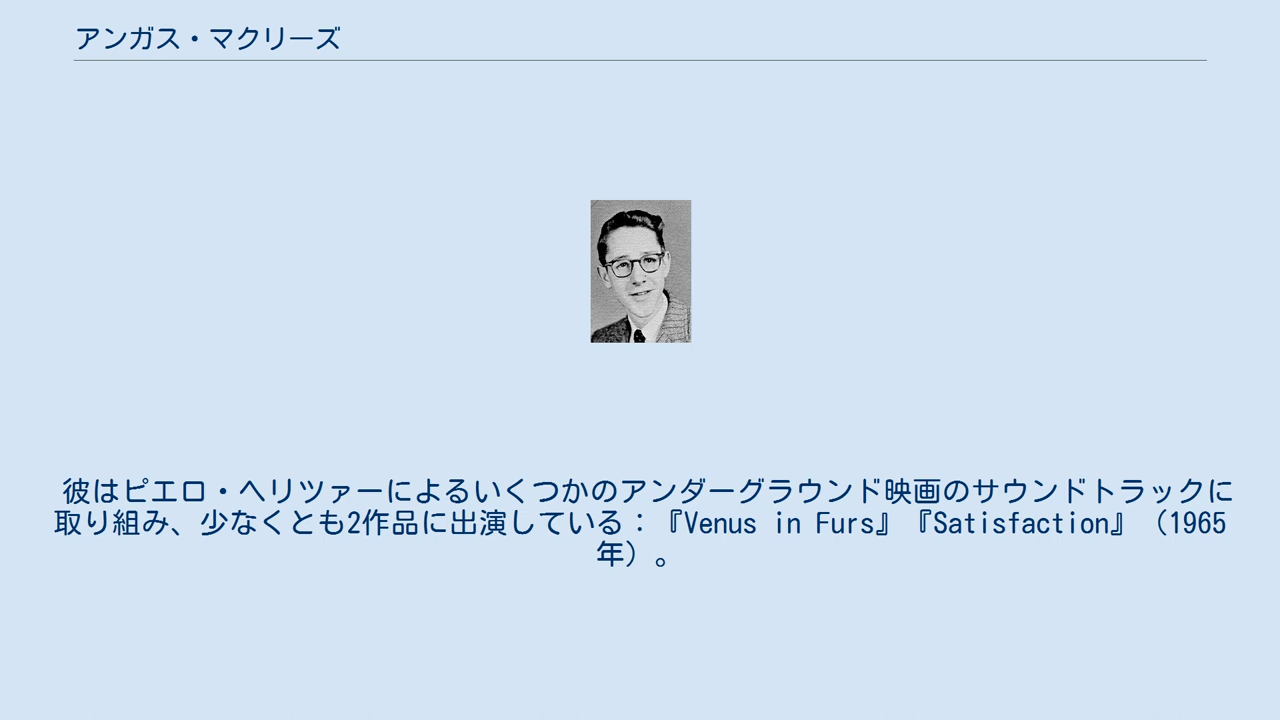 アンガス・マクリーズ
彼はピエロ・ヘリツァーによるいくつかのアンダーグラウンド映画のサウンドトラックに
取り組み、少なくとも2作品に出演している：『Venus in Furs』『Satisfaction』（1965
年）。